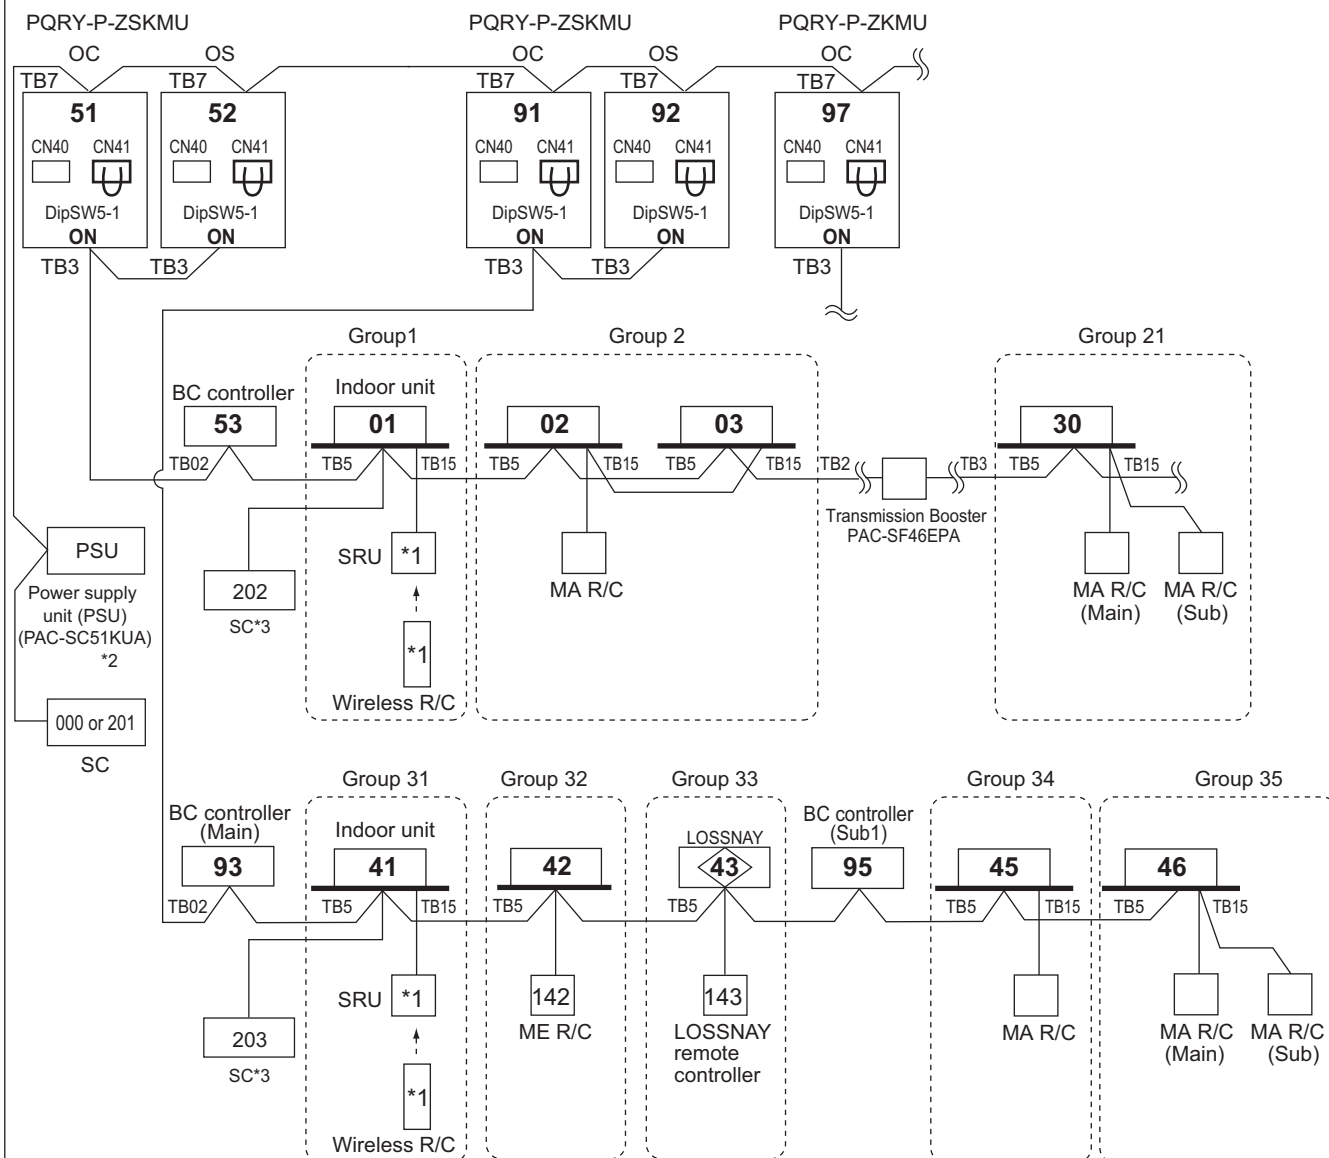 PQRY-P-ZSKMU PQRY-P-ZSKMU PQRY-P-ZKMU
OC OS OC OS OC
TB7 TB7 TB7 TB7 TB7
51 52 91 92 97
CN40 CN41 CN40 CN41 CN40 CN41 CN40 CN41 CN40 CN41
DipSW5-1 DipSW5-1 DipSW5-1 DipSW5-1 DipSW5-1
ON ON ON ON ON
TB3 TB3 TB3 TB3 TB3
Group1 Group 2 Group 21
BC controller Indoor unit
53 01 02 03 30
TB02 TB5 TB15 TB5 TB15 TB5 TB15 TB2 TB3 TB5 TB15
Transmission Booster
PAC-SF46EPA
PSU SRU *1
202 MA R/C MA R/C MA R/C
(Main) (Sub)
SC*3
Power supply
unit (PSU)
(PAC-SC51KUA)
*2
*1
Wireless R/C
000 or 201
SC
Group 31 Group 32 Group 33 Group 34 Group 35
BC controller
(Main)
Indoor unit
LOSSNAY
BC controller
(Sub1)
93 41 42 43 95 45 46
TB02 TB5 TB15 TB5 TB5 TB5 TB15 TB5 TB15
SRU *1 142 143
203 ME R/C LOSSNAY
remote
controller
MA R/C MA R/C MA R/C
(Main) (Sub)
SC*3
*1
Wireless R/C